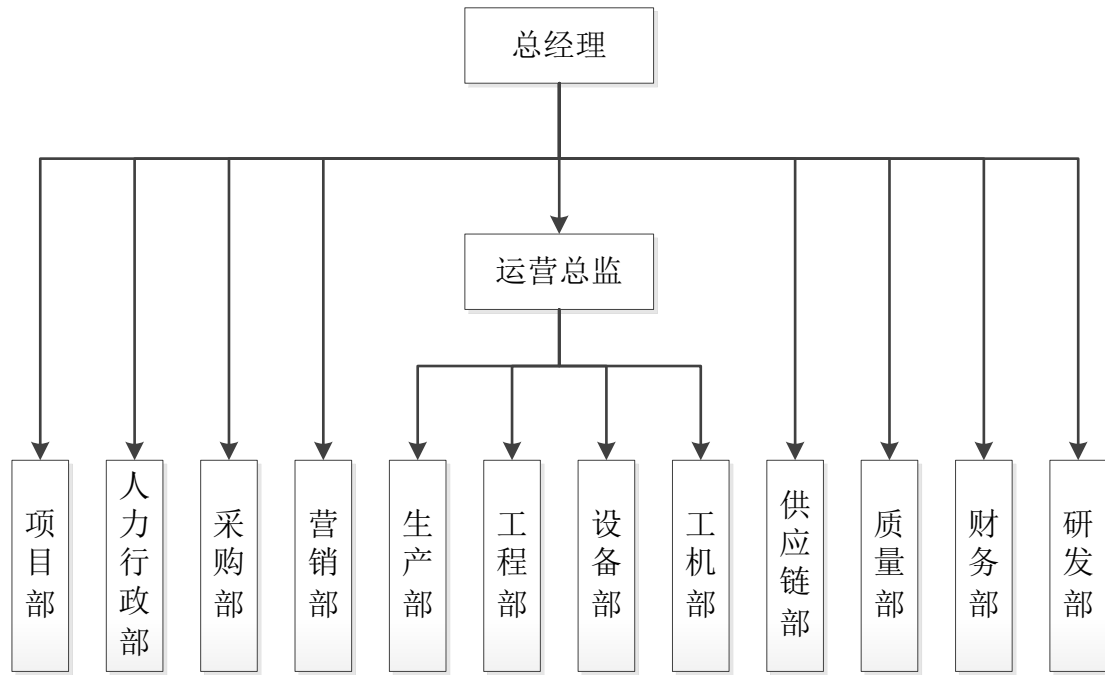 总经理
运营总监
项目部
人力行政部
采购部
营销部
生产部
工程部
设备部
工机部
供应链部
质量部
财务部
研发部